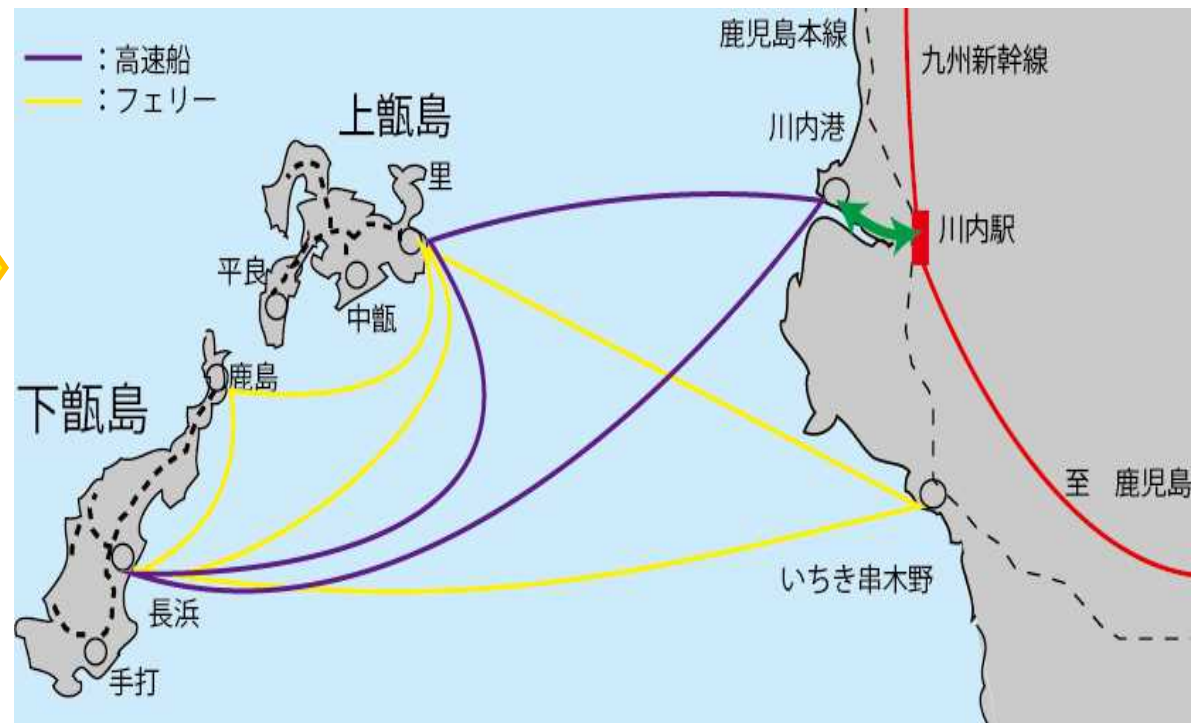 ：高速船
：フェリー
鹿児島本線
九州新幹線
上甑島
川内港
里
川内駅
平良
中甑
鹿島
下甑島
至　鹿児島
いちき串木野
長浜
手打